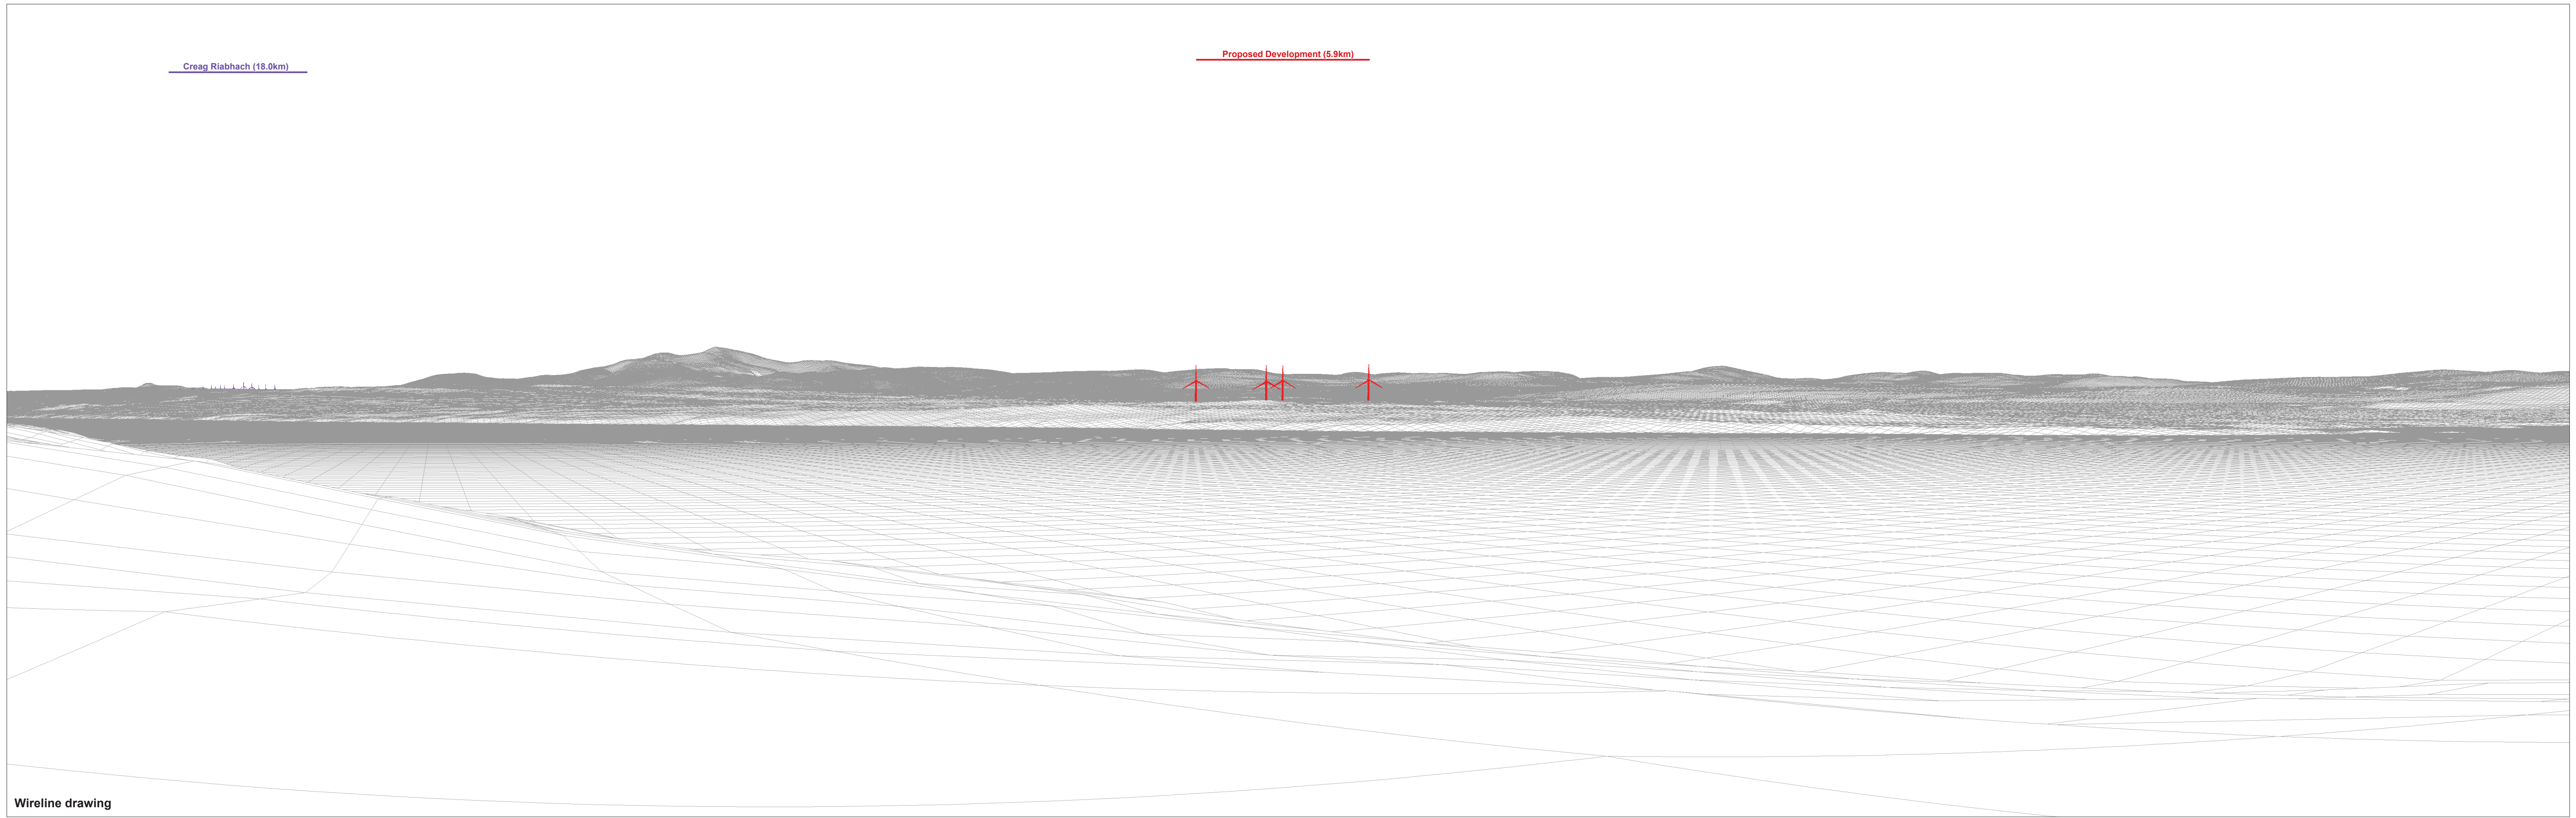 Proposed Development (5.9km)
Creag Riabhach (18.0km)
Wireline drawing